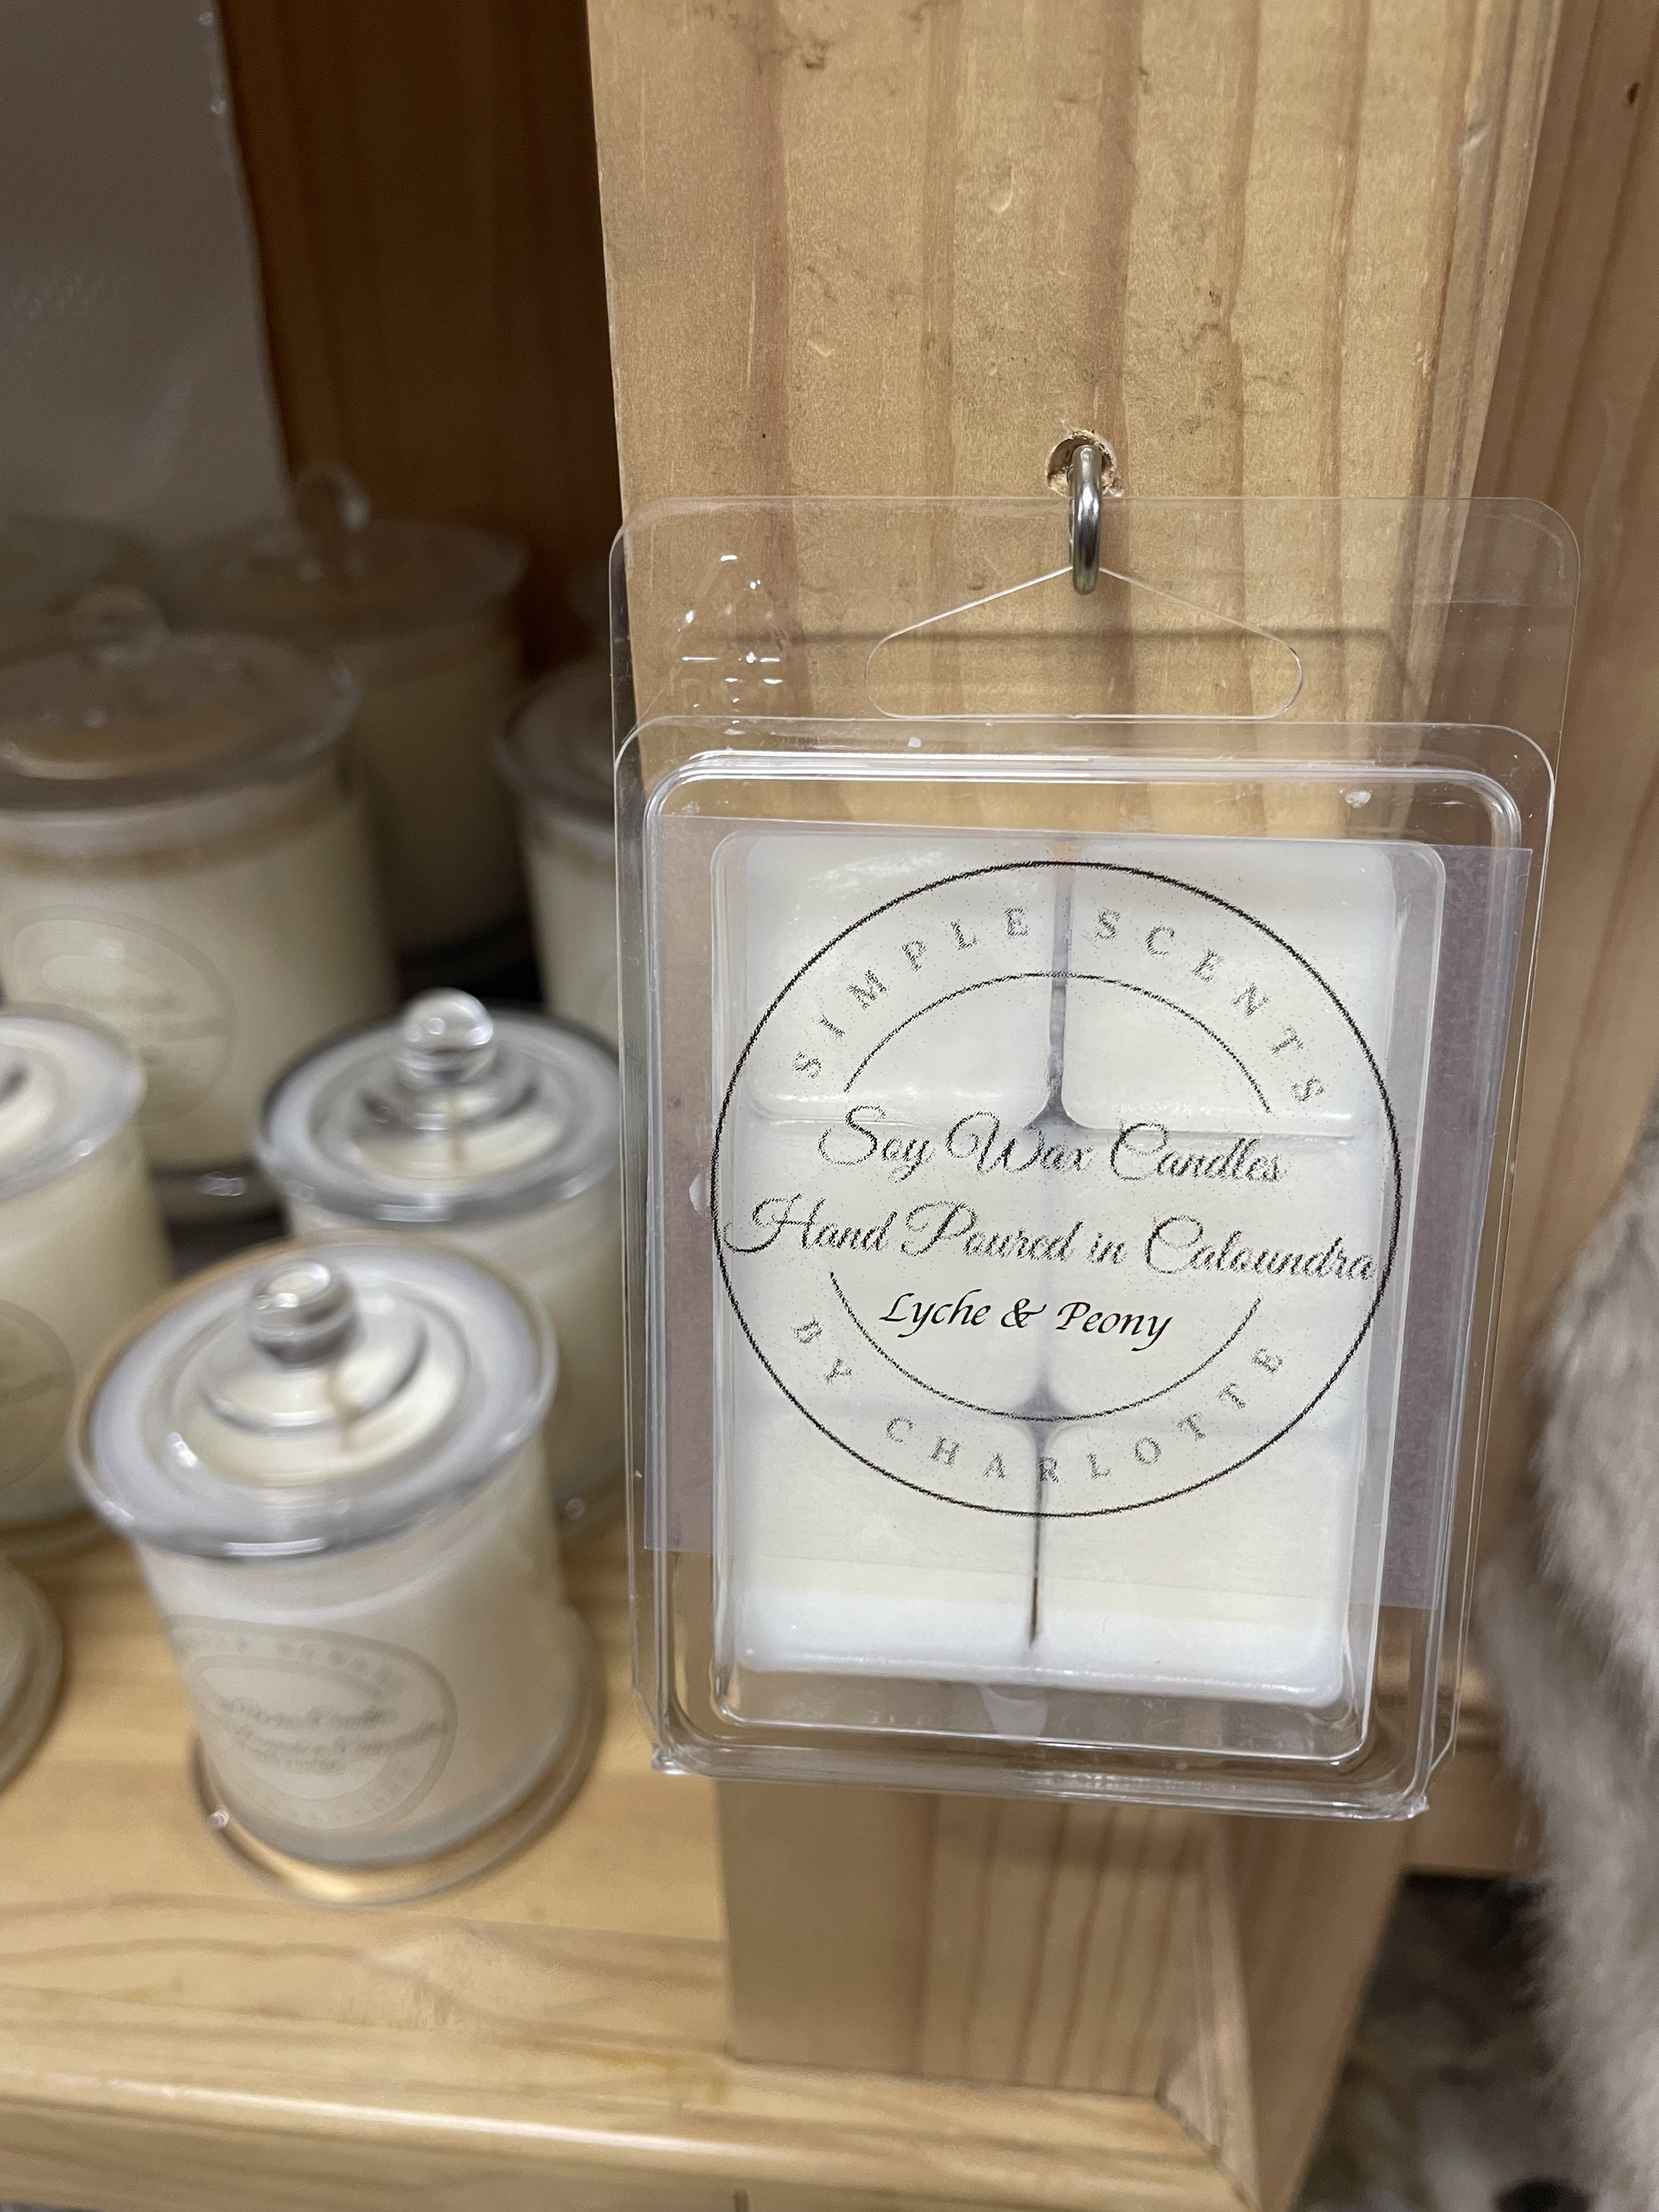 SIMPLE SCENTS
Soy Wax Candles
Hand Poured in Caloundra
Lyche & Peony
BY CHARLOTTE